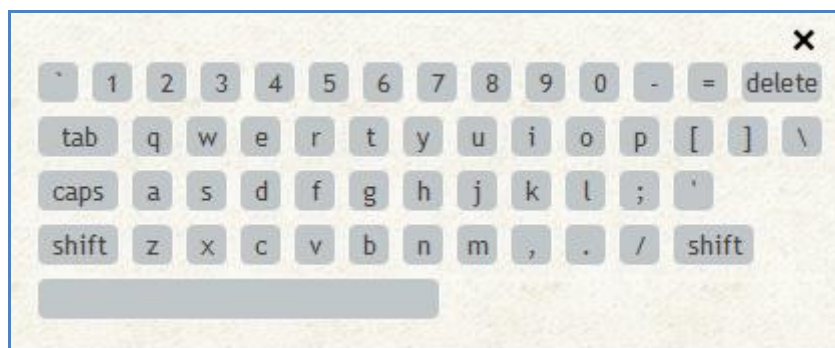 ×
` 1 2 3 4 5 6 7 8 9 0 - = delete
tab q w e r t y u i o p [ ] \
caps a s d f g h j k l ; '
shift z x c v b n m , . / shift